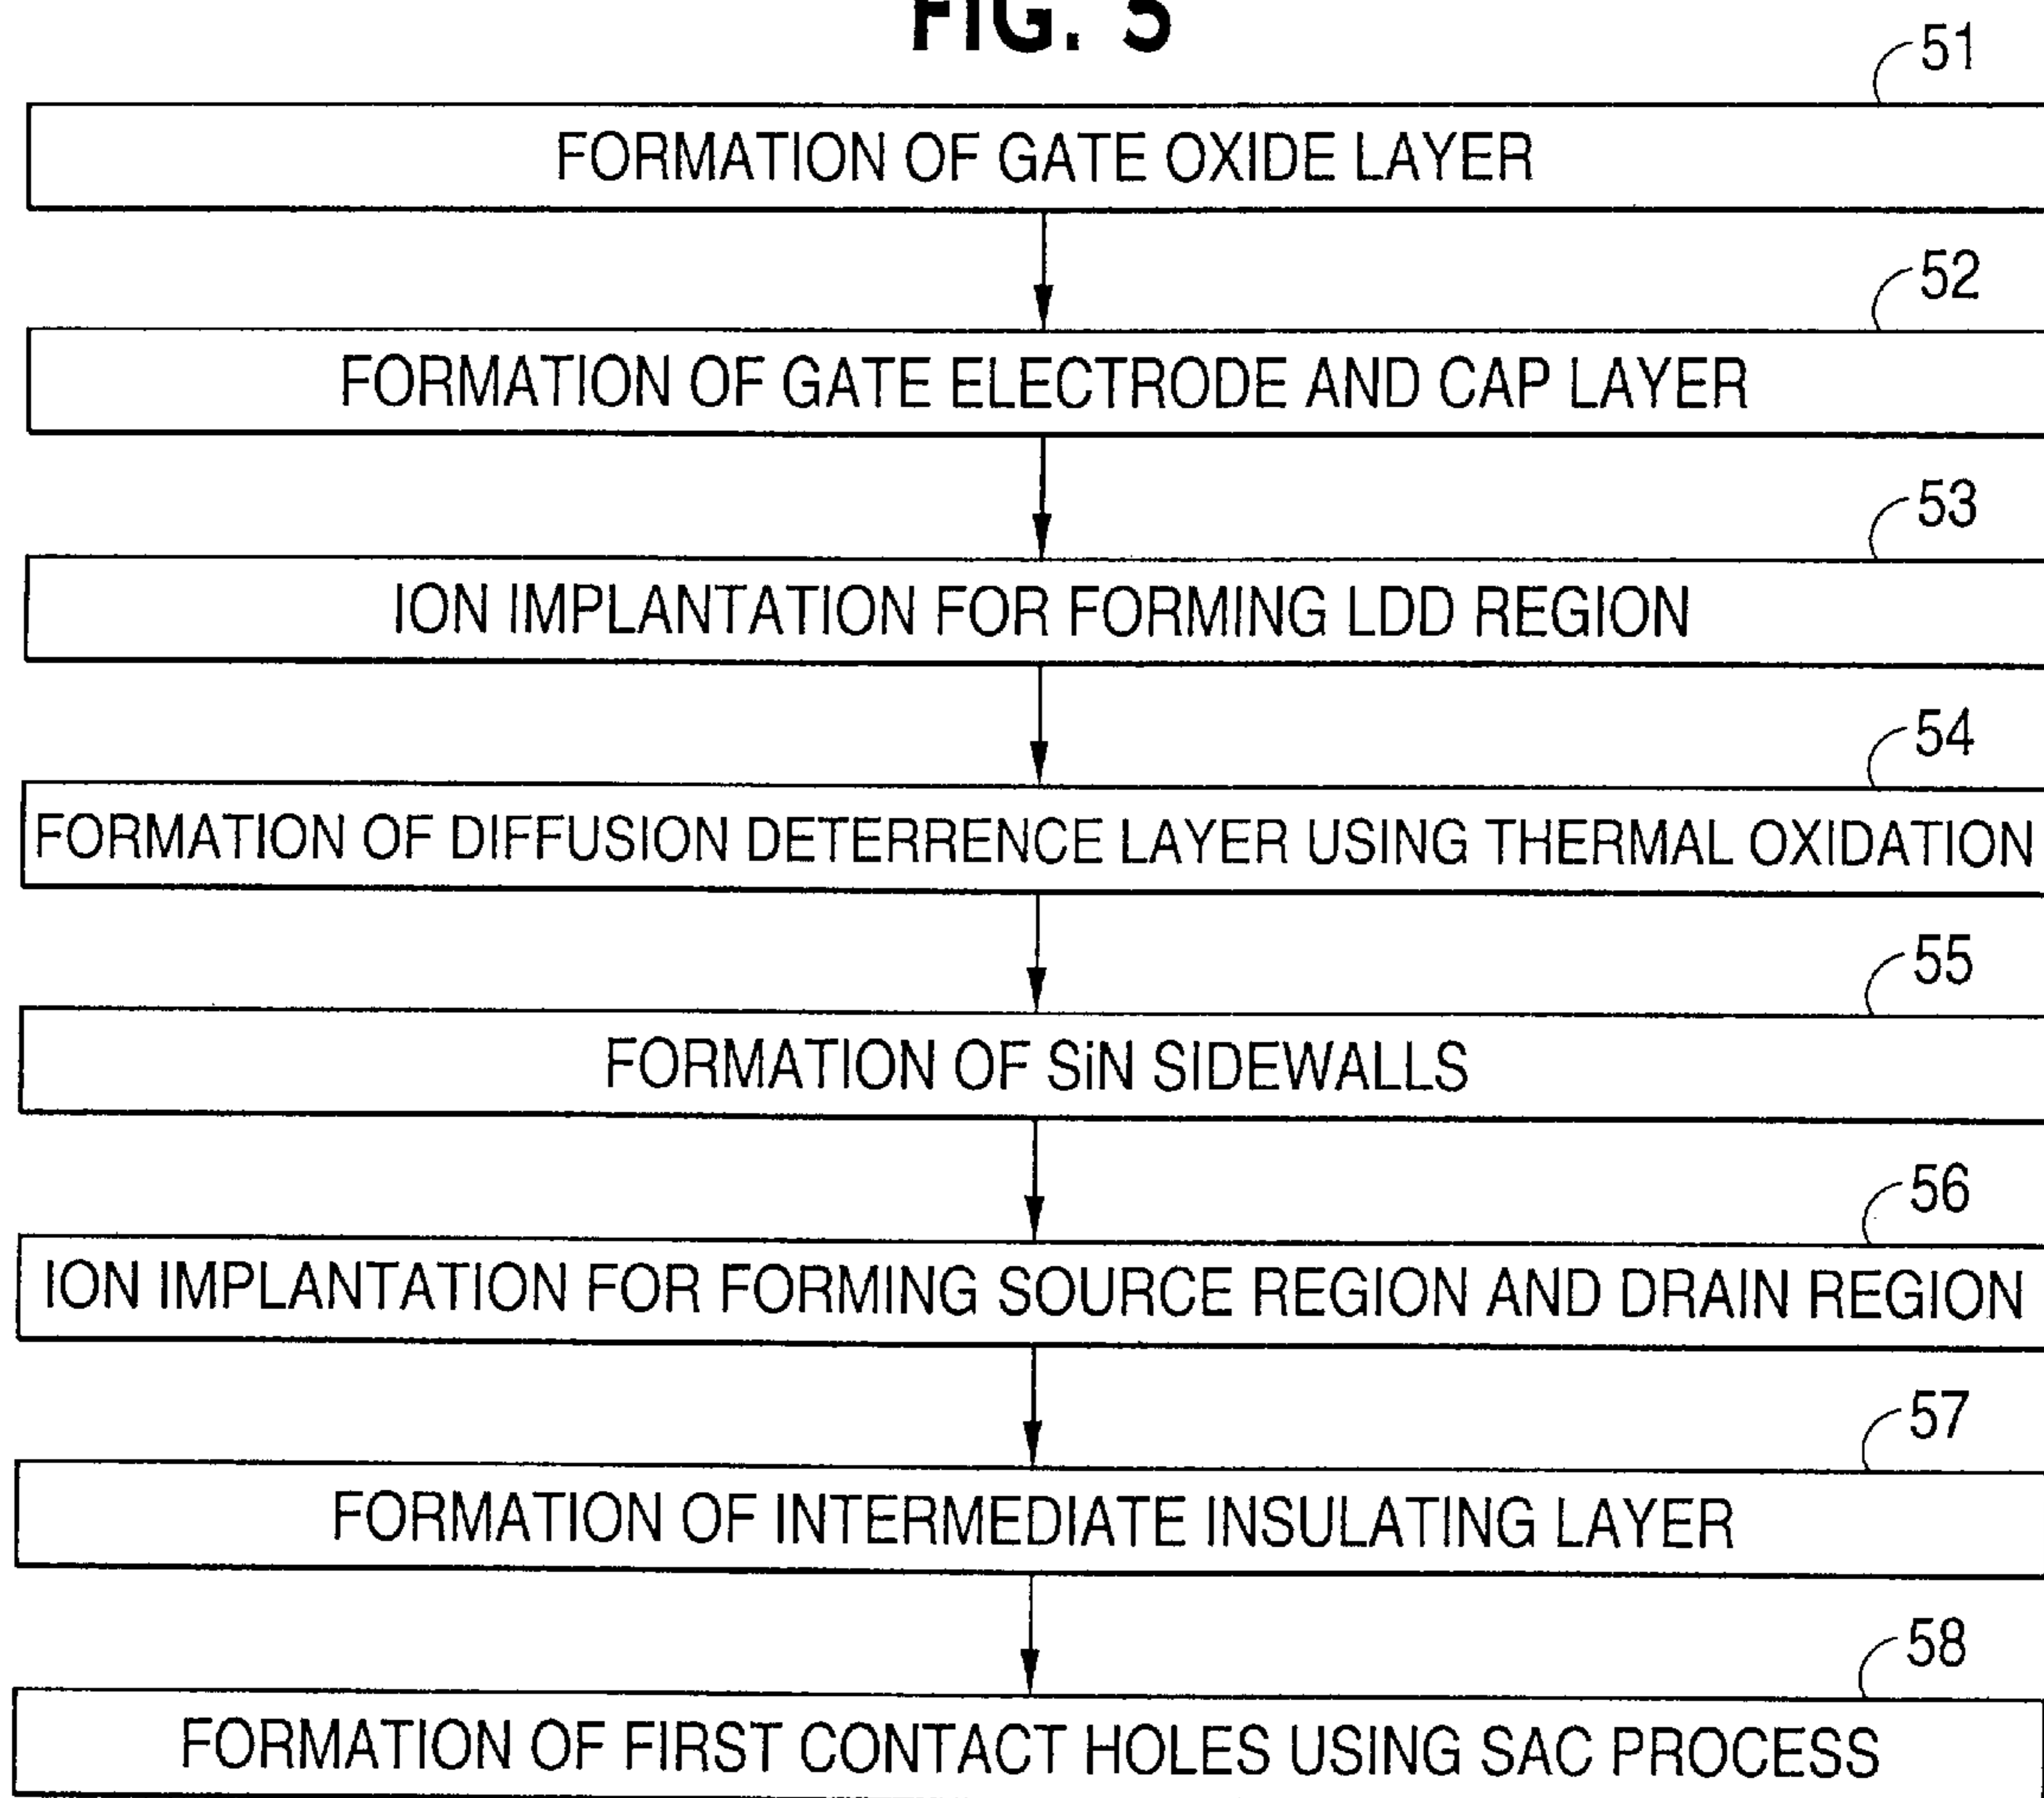 FIG. 5
51
FORMATION OF GATE OXIDE LAYER
52
FORMATION OF GATE ELECTRODE AND CAP LAYER
53
ION IMPLANTATION FOR FORMING LDD REGION
54
FORMATION OF DIFFUSION DETERRENCE LAYER USING THERMAL OXIDATION
55
FORMATION OF SiN SIDEWALLS
56
ION IMPLANTATION FOR FORMING SOURCE REGION AND DRAIN REGION
57
FORMATION OF INTERMEDIATE INSULATING LAYER
58
FORMATION OF FIRST CONTACT HOLES USING SAC PROCESS